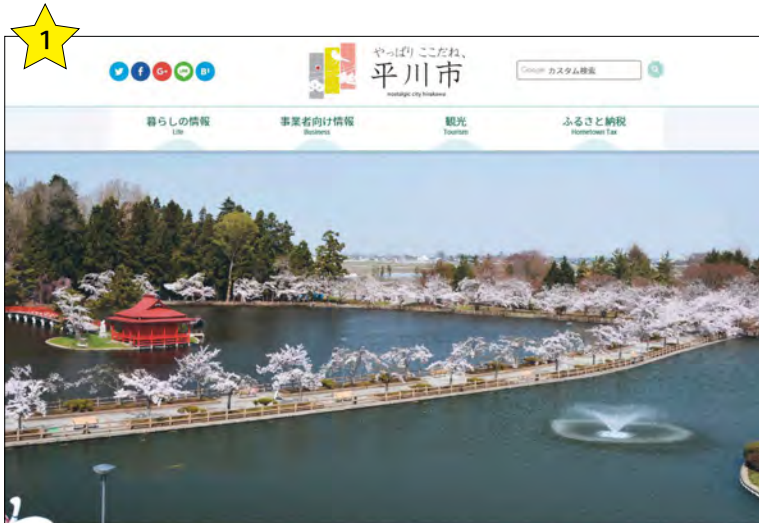 1
やっぱり ここだね、
平川市
nostalgic city hirakawa
Google カスタム検索
暮らしの情報
Life
事業者向け情報
Business
観光
Tourism
ふるさと納税
Hometown Tax